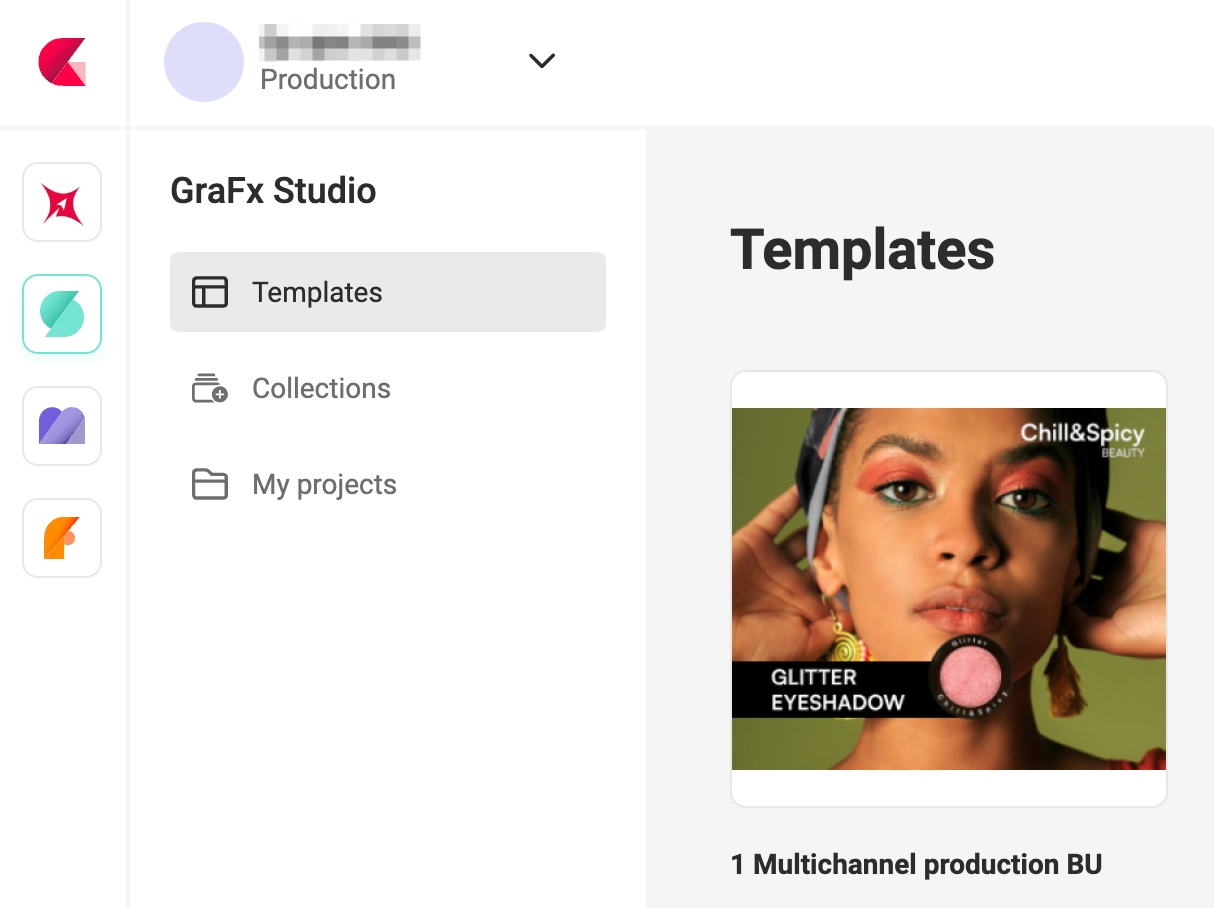 Production
GraFx Studio
Templates
Collections
My projects
Templates
Chill&Spicy
BEAUTY
GLITTER
EYESHADOW
Glitter
Chill&Spicy
1 Multichannel production BU